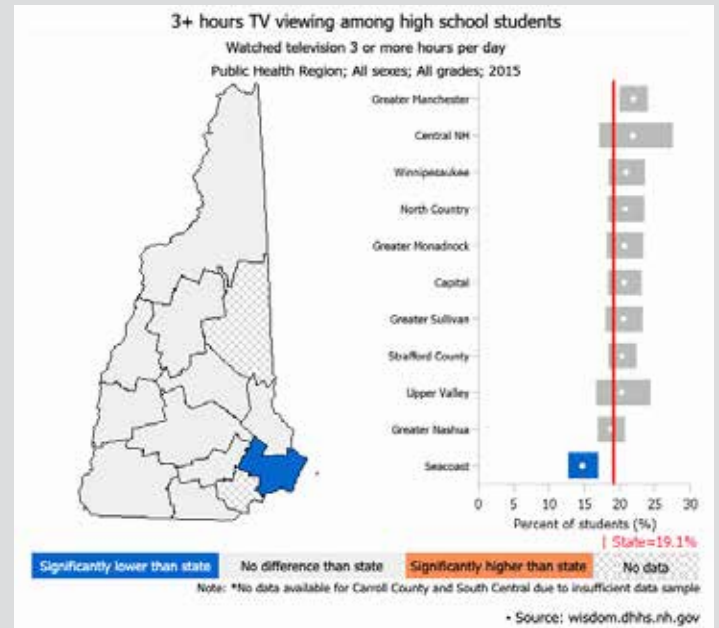 3+ hours TV viewing among high school students
Watched television 3 or more hours per day
Public Health Region; All sexes; All grades; 2015
Greater Manchester
Central NH
Winnipesaukee
North Country
Greater Monadnock
Capital
Greater Sullivan
Strafford County
Upper Valley
Greater Nashua
Seacoast
0 5 10 15 20 25 30
Percent of students (%)
| State=19.1%
Significantly lower than state No difference than state Significantly higher than state No data
Note: *No data available for Carroll County and South Central due to insufficient data sample
• Source: wisdom.dhhs.nh.gov